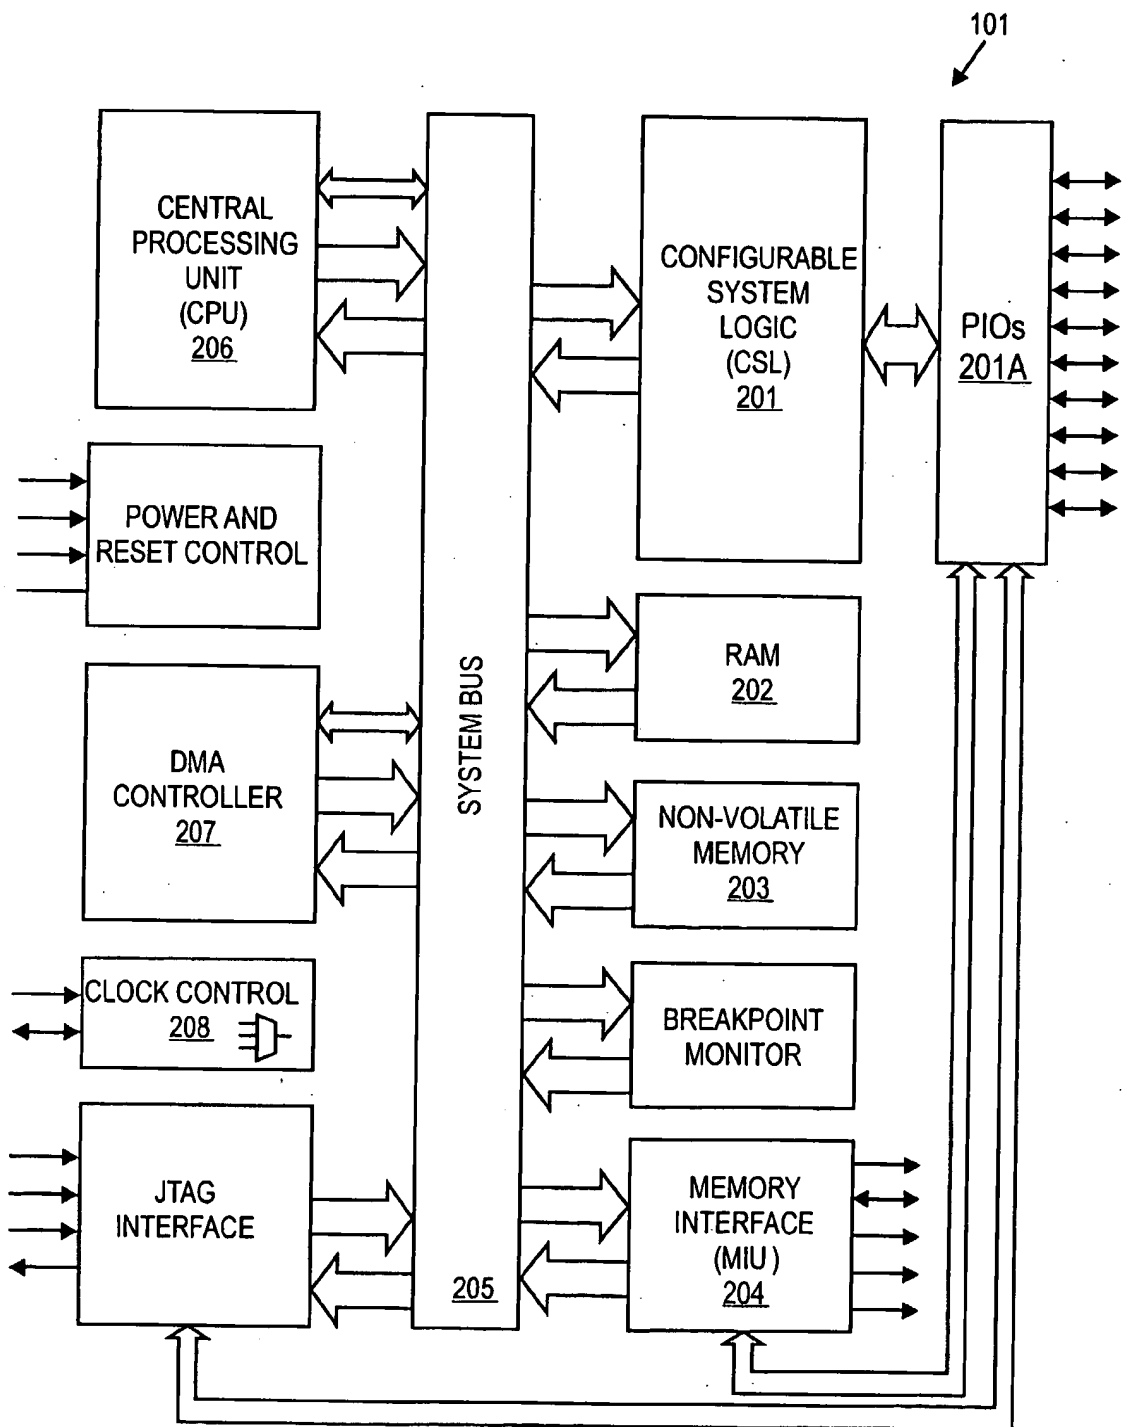 101
CENTRAL
PROCESSING
UNIT
(CPU)
206
CONFIGURABLE
SYSTEM
LOGIC
(CSL)
201
PIOs
201A
POWER AND
RESET CONTROL
SYSTEM BUS
205
RAM
202
DMA
CONTROLLER
207
NON-VOLATILE
MEMORY
203
CLOCK CONTROL
208
BREAKPOINT
MONITOR
JTAG
INTERFACE
MEMORY
INTERFACE
(MIU)
204